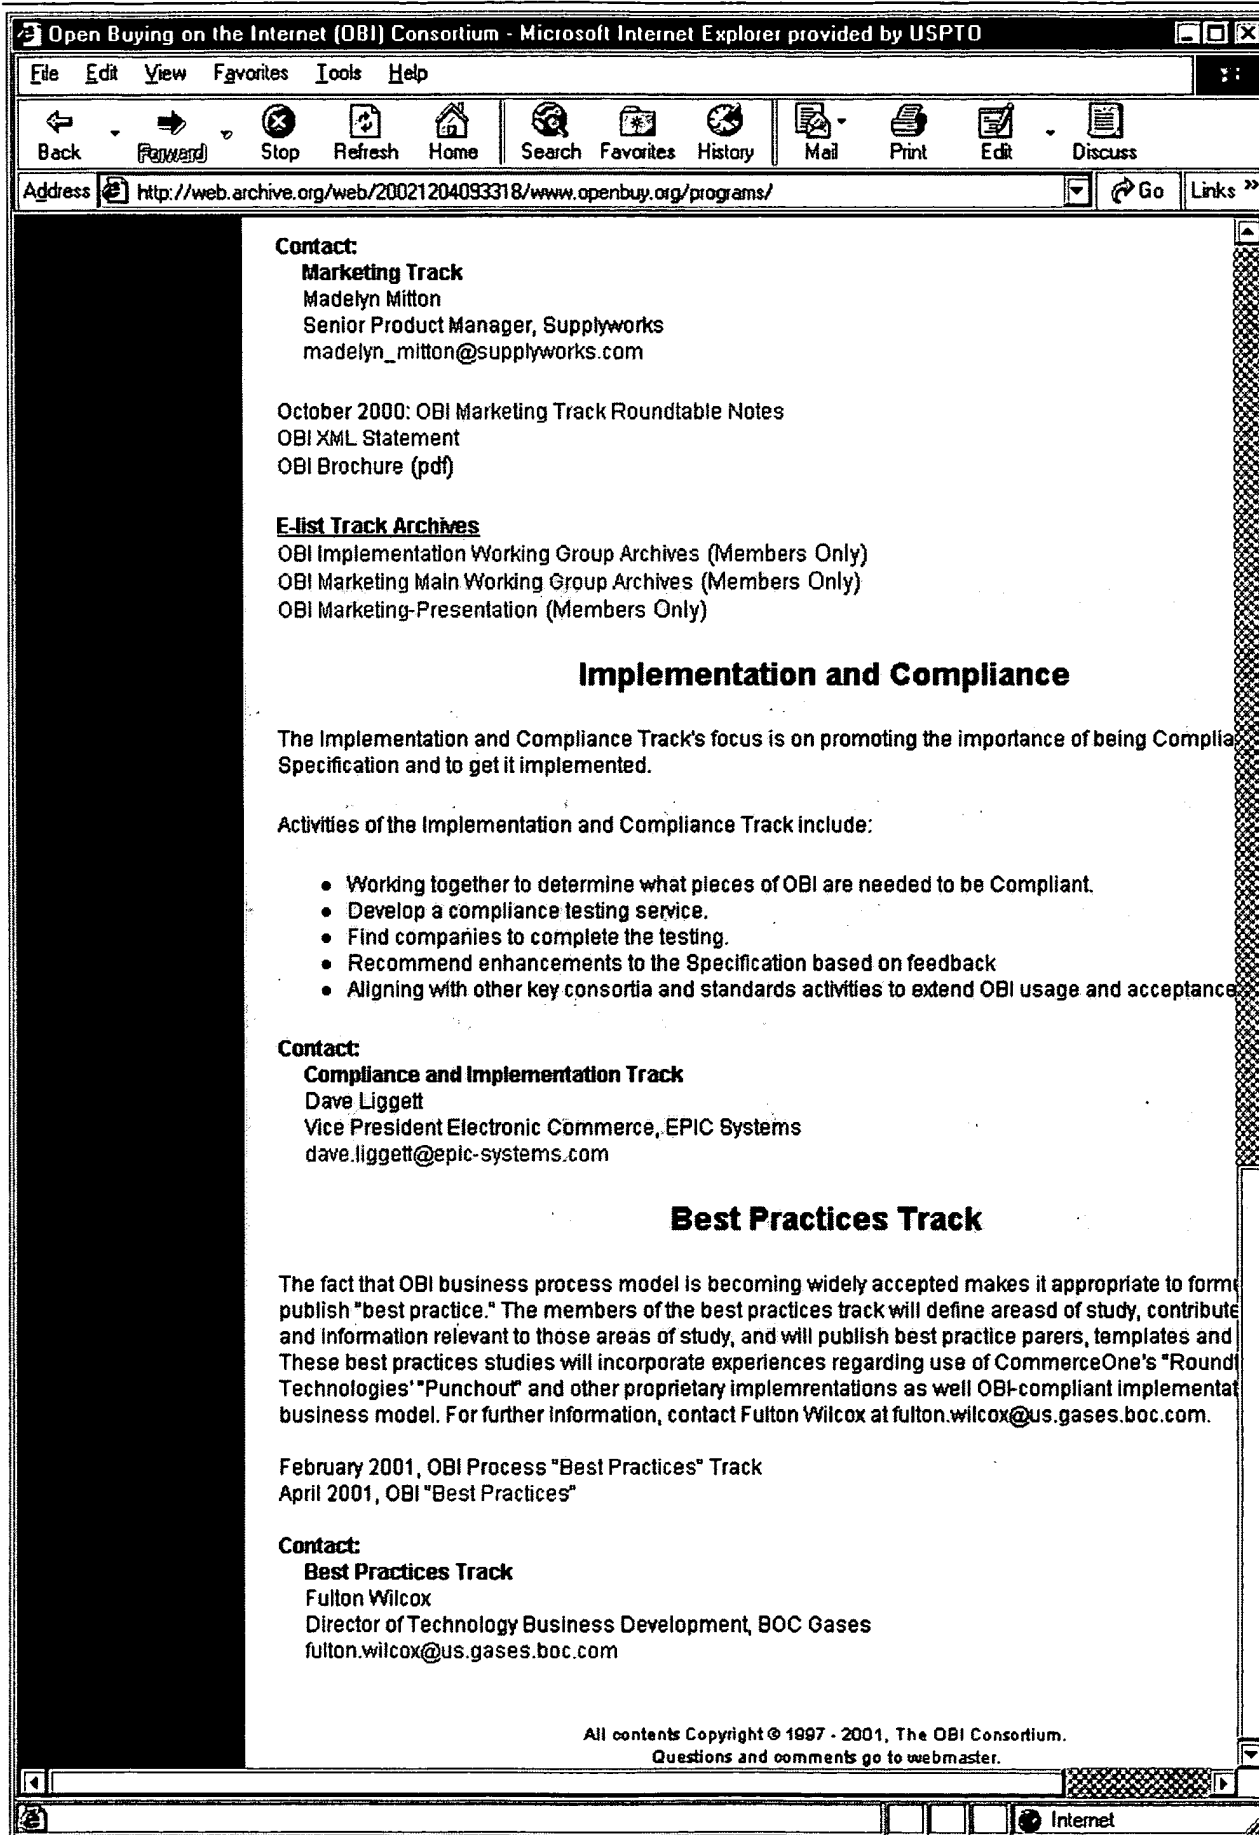 Open Buying on the Internet (OBI) Consortium - Microsoft Internet Explorer provided by USPTO
File Edit View Favorites Tools Help
Back Forward Stop Refresh Home Search Favorites History Mail Print Edit Discuss
Address http://web.archive.org/web/20021204093318/www.openbuy.org/programs/ Go Links »
Contact:
Marketing Track
Madelyn Mitton
Senior Product Manager, Supplyworks
madelyn_mitton@supplyworks.com
October 2000: OBI Marketing Track Roundtable Notes
OBI XML Statement
OBI Brochure (pdf)
E-list Track Archives
OBI Implementation Working Group Archives (Members Only)
OBI Marketing Main Working Group Archives (Members Only)
OBI Marketing-Presentation (Members Only)
Implementation and Compliance
The Implementation and Compliance Track's focus is on promoting the importance of being Complia
Specification and to get it implemented.
Activities of the Implementation and Compliance Track include:
• Working together to determine what pieces of OBI are needed to be Compliant.
• Develop a compliance testing service.
• Find companies to complete the testing.
• Recommend enhancements to the Specification based on feedback
• Aligning with other key consortia and standards activities to extend OBI usage and acceptance
Contact:
Compliance and Implementation Track
Dave Liggett
Vice President Electronic Commerce, EPIC Systems
dave.liggett@epic-systems.com
Best Practices Track
The fact that OBI business process model is becoming widely accepted makes it appropriate to form
publish "best practice." The members of the best practices track will define areasd of study, contribute
and information relevant to those areas of study, and will publish best practice parers, templates and
These best practices studies will incorporate experiences regarding use of CommerceOne's "Round
Technologies' "Punchout" and other proprietary implemrentations as well OBI-compliant implementat
business model. For further information, contact Fulton Wilcox at fulton.wilcox@us.gases.boc.com.
February 2001, OBI Process "Best Practices" Track
April 2001, OBI "Best Practices"
Contact:
Best Practices Track
Fulton Wilcox
Director of Technology Business Development, BOC Gases
fulton.wilcox@us.gases.boc.com
All contents Copyright © 1997 - 2001, The OBI Consortium.
Questions and comments go to webmaster.
Internet